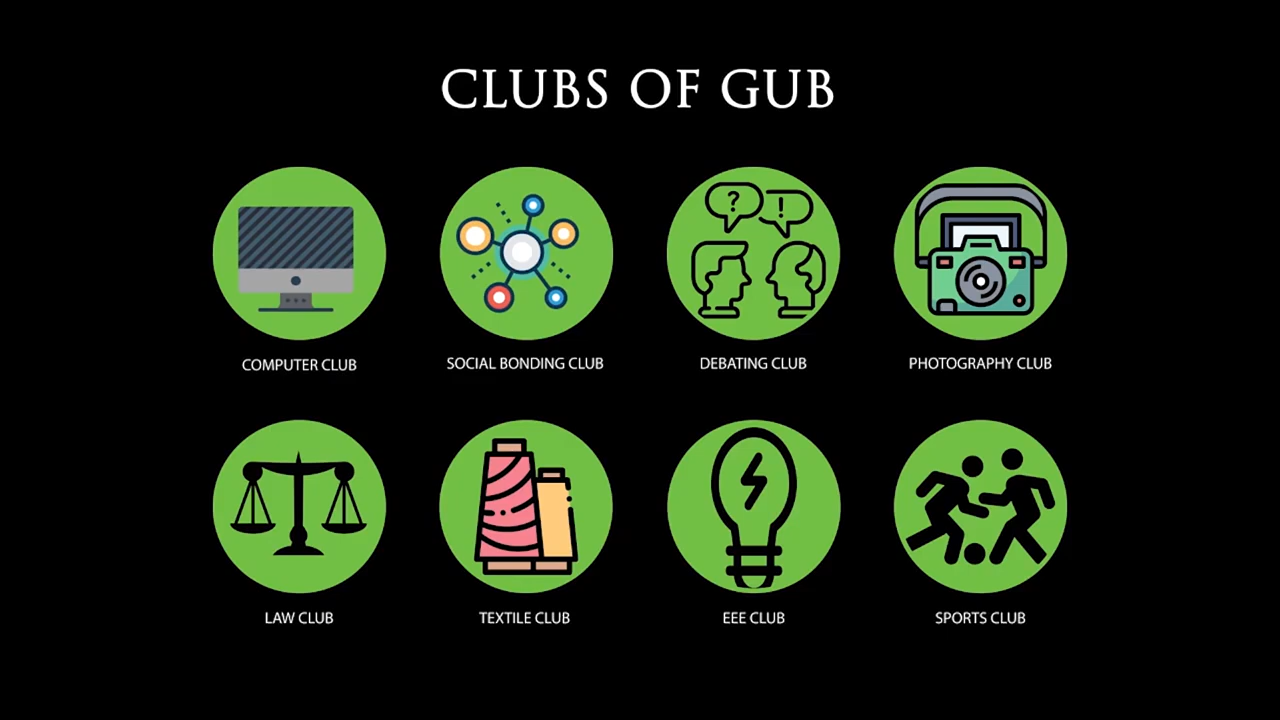 CLUBS OF GUB
?
!
COMPUTER CLUB
SOCIAL BONDING CLUB
DEBATING CLUB
PHOTOGRAPHY CLUB
LAW CLUB
TEXTILE CLUB
EEE CLUB
SPORTS CLUB